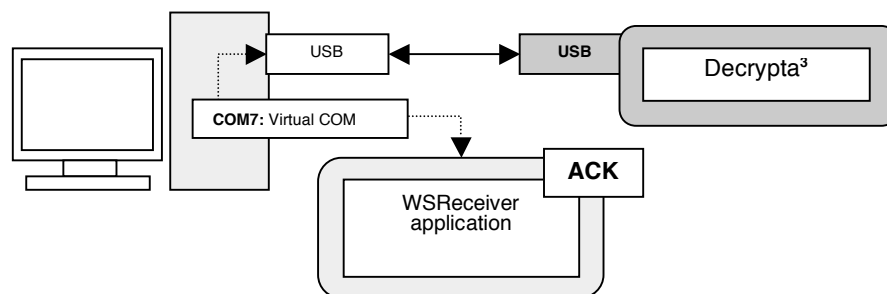 USB
USB
Decrypta³
COM7: Virtual COM
ACK
WSReceiver
application